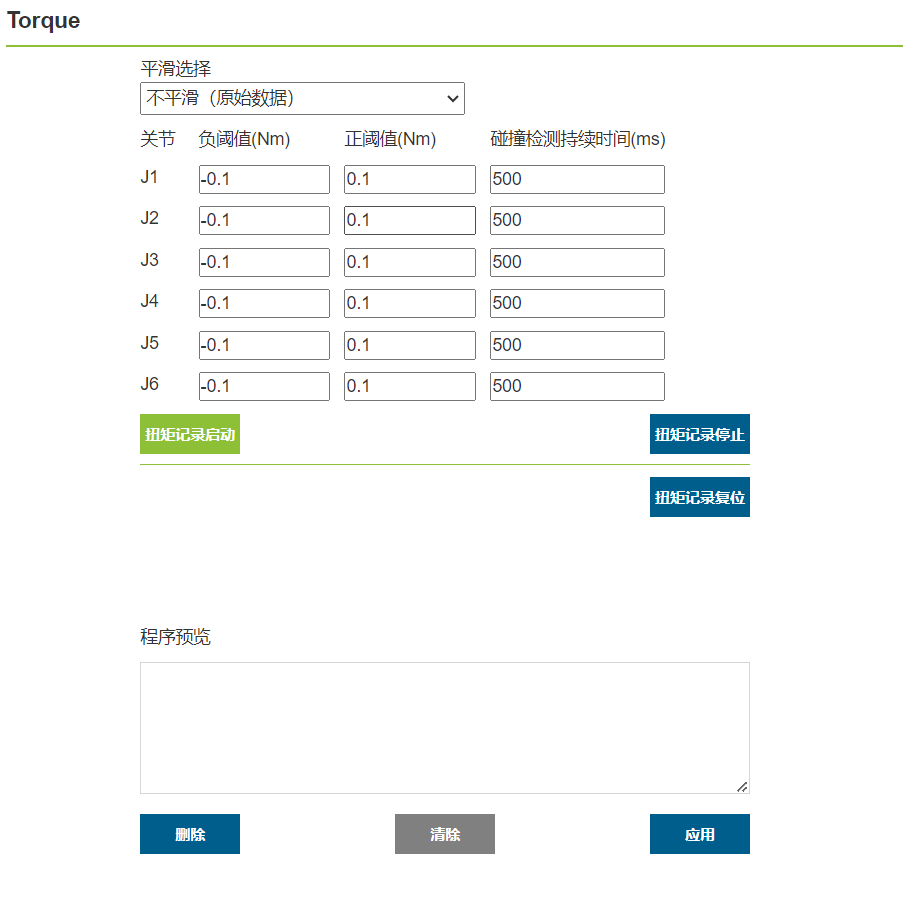 Torque
平滑选择
不平滑（原始数据）
关节 负阈值(Nm) 正阈值(Nm) 碰撞检测持续时间(ms)
J1 -0.1 0.1 500
J2 -0.1 0.1 500
J3 -0.1 0.1 500
J4 -0.1 0.1 500
J5 -0.1 0.1 500
J6 -0.1 0.1 500
扭矩记录启动 扭矩记录停止
扭矩记录复位
程序预览
删除 清除 应用